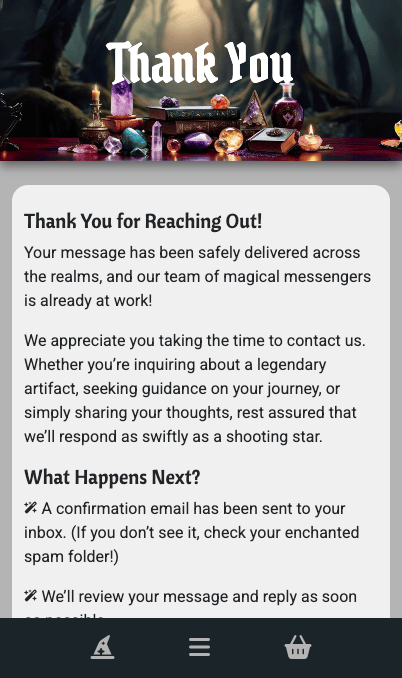 Thank You
Thank You for Reaching Out!
Your message has been safely delivered across
the realms, and our team of magical messengers
is already at work!
We appreciate you taking the time to contact us.
Whether you’re inquiring about a legendary
artifact, seeking guidance on your journey, or
simply sharing your thoughts, rest assured that
we’ll respond as swiftly as a shooting star.
What Happens Next?
A confirmation email has been sent to your
inbox. (If you don’t see it, check your enchanted
spam folder!)
We’ll review your message and reply as soon